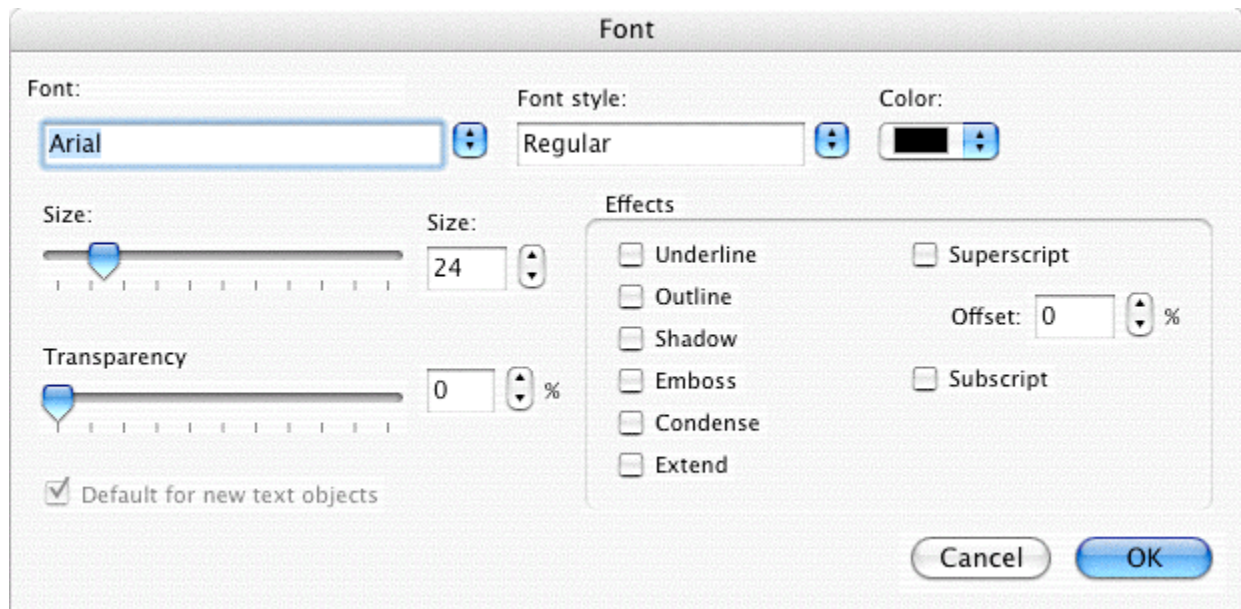 Font
Font:
Font style:
Color:
Arial
Regular
Size:
Size:
24
Transparency
0
%
Default for new text objects
Effects
Underline
Outline
Shadow
Emboss
Condense
Extend
Superscript
Offset: 0 %
Subscript
Cancel
OK